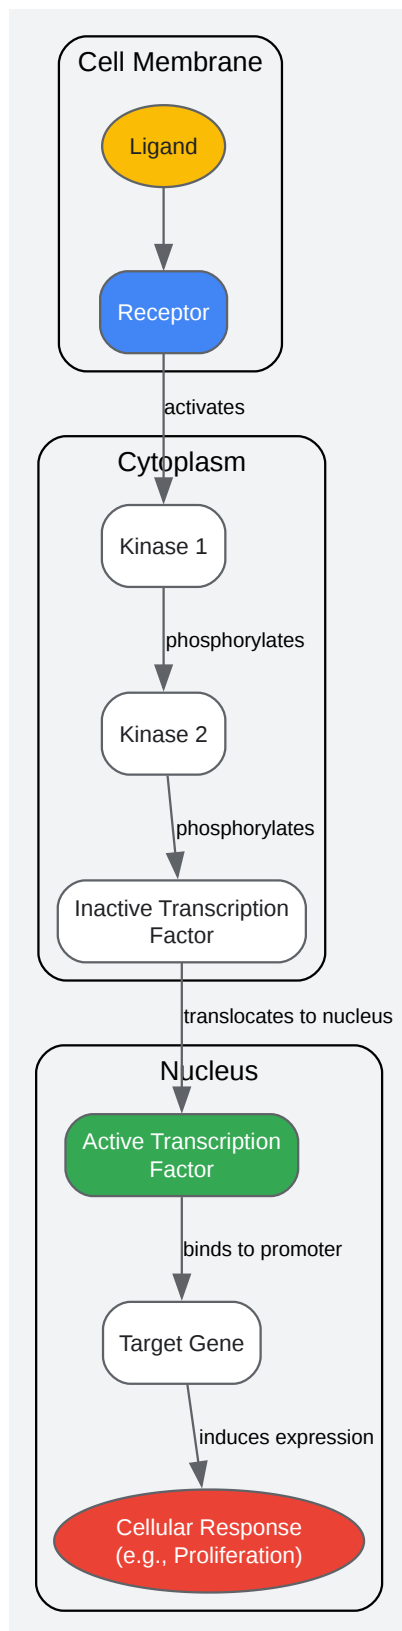 Cell Membrane
Ligand
Receptor
activates
Cytoplasm
Kinase 1
phosphorylates
Kinase 2
phosphorylates
Inactive Transcription
Factor
translocates to nucleus
Nucleus
Active Transcription
Factor
binds to promoter
Target Gene
induces expression
Cellular Response
(e.g., Proliferation)